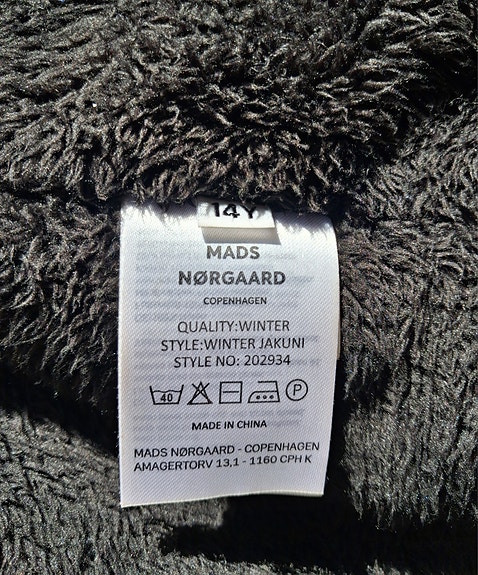 14Y
MADS
NØRGAARD
COPENHAGEN
QUALITY:WINTER
STYLE:WINTER JAKUNI
STYLE NO: 202934
40 P
MADE IN CHINA
MADS NØRGAARD - COPENHAGEN
AMAGERTORV 13,1 - 1160 CPH K